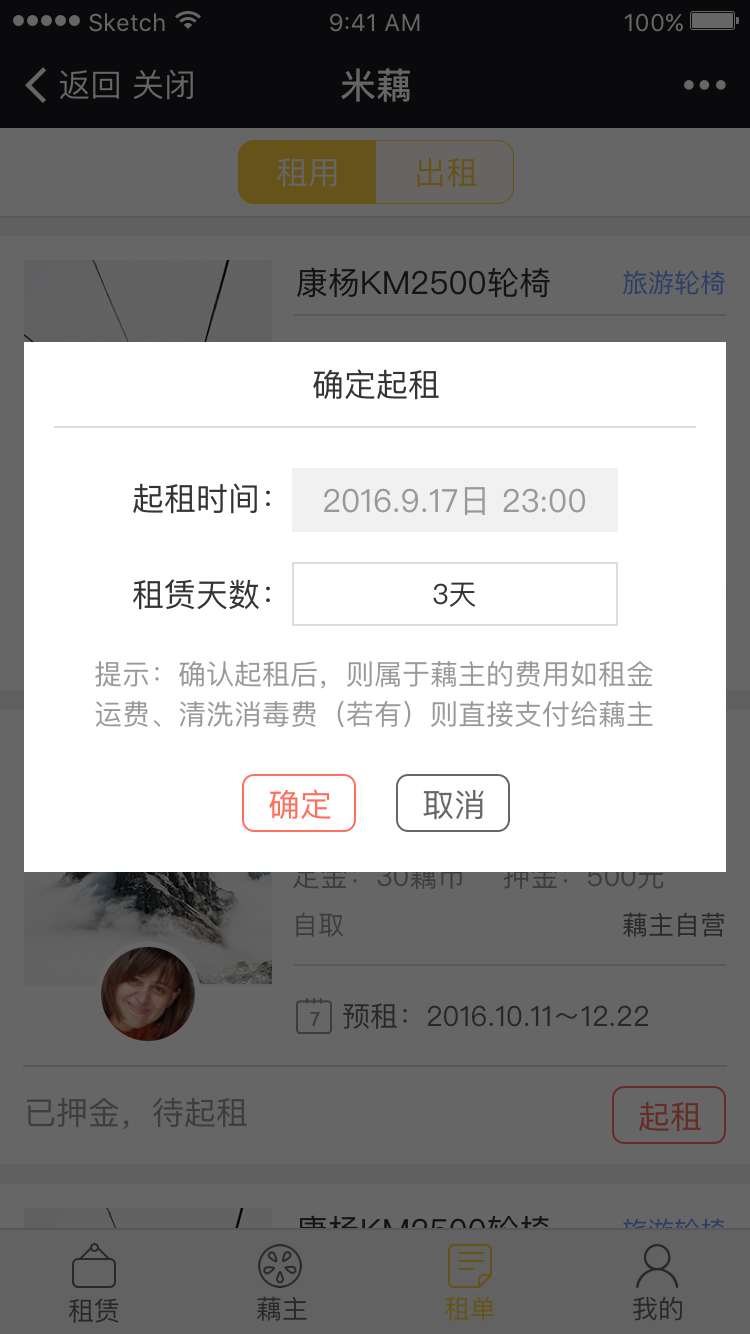 Sketch 9:41 AM 100%
返回 关闭 米藕
租用 出租
康杨KM2500轮椅 旅游轮椅
确定起租
起租时间： 2016.9.17日 23:00
租赁天数： 3天
提示：确认起租后，则属于藕主的费用如租金
运费、清洗消毒费（若有）则直接支付给藕主
确定 取消
定金：30藕币 押金：500元
自取 藕主自营
7 预租：2016.10.11～12.22
已押金，待起租 起租
康杨KM2500轮椅 旅游轮椅
租赁 藕主 租单 我的